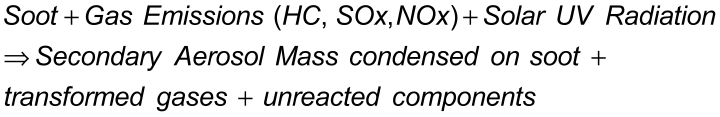 Soot + Gas Emissions (HC, SOx,NOx) + Solar UV Radiation
⇒ Secondary Aerosol Mass condensed on soot +
transformed gases + unreacted components